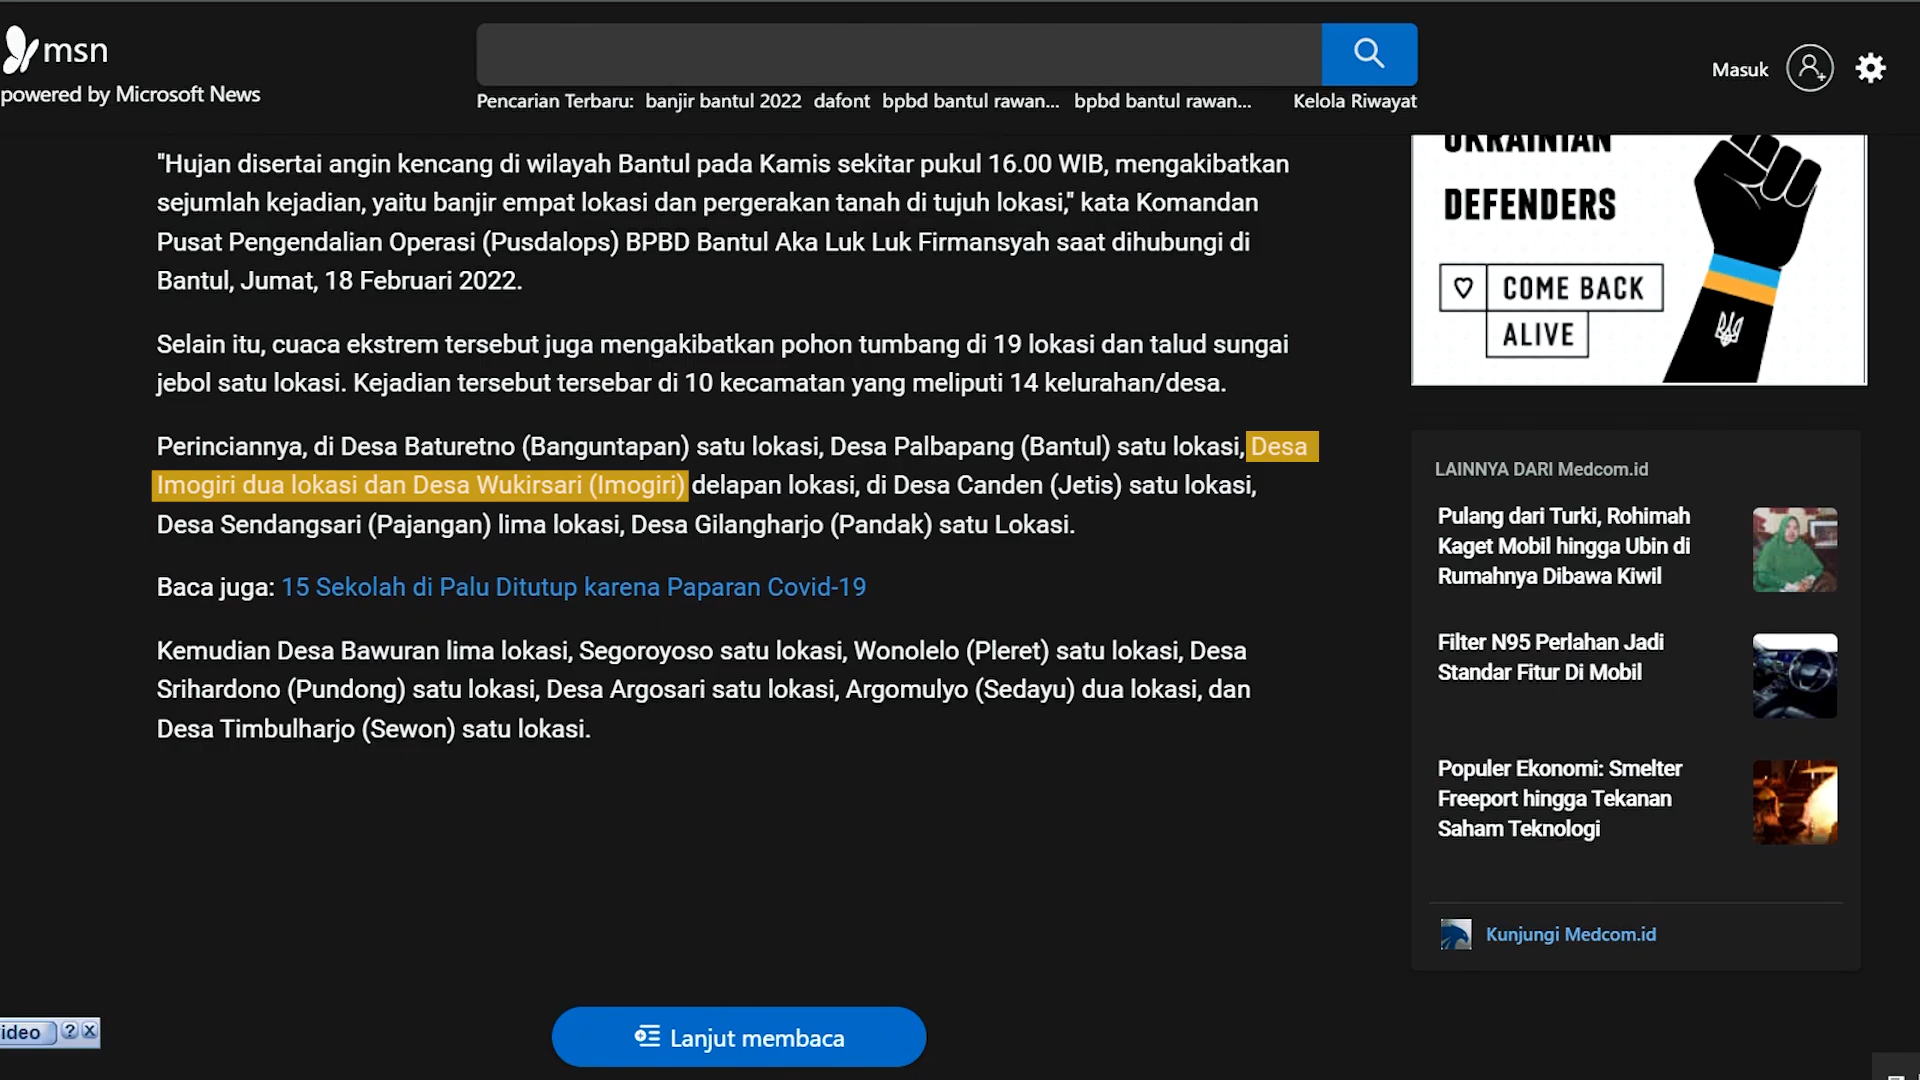 msn
powered by Microsoft News
Pencarian Terbaru: banjir bantul 2022 dafont bpbd bantul rawan... bpbd bantul rawan... Kelola Riwayat
Masuk
"Hujan disertai angin kencang di wilayah Bantul pada Kamis sekitar pukul 16.00 WIB, mengakibatkan
sejumlah kejadian, yaitu banjir empat lokasi dan pergerakan tanah di tujuh lokasi," kata Komandan
Pusat Pengendalian Operasi (Pusdalops) BPBD Bantul Aka Luk Luk Firmansyah saat dihubungi di
Bantul, Jumat, 18 Februari 2022.
Selain itu, cuaca ekstrem tersebut juga mengakibatkan pohon tumbang di 19 lokasi dan talud sungai
jebol satu lokasi. Kejadian tersebut tersebar di 10 kecamatan yang meliputi 14 kelurahan/desa.
Perinciannya, di Desa Baturetno (Banguntapan) satu lokasi, Desa Palbapang (Bantul) satu lokasi, Desa
Imogiri dua lokasi dan Desa Wukirsari (Imogiri) delapan lokasi, di Desa Canden (Jetis) satu lokasi,
Desa Sendangsari (Pajangan) lima lokasi, Desa Gilangharjo (Pandak) satu Lokasi.
Baca juga: 15 Sekolah di Palu Ditutup karena Paparan Covid-19
Kemudian Desa Bawuran lima lokasi, Segoroyoso satu lokasi, Wonolelo (Pleret) satu lokasi, Desa
Srihardono (Pundong) satu lokasi, Desa Argosari satu lokasi, Argomulyo (Sedayu) dua lokasi, dan
Desa Timbulharjo (Sewon) satu lokasi.
Lanjut membaca
UKRAINIAN
DEFENDERS
COME BACK
ALIVE
LAINNYA DARI Medcom.id
Pulang dari Turki, Rohimah
Kaget Mobil hingga Ubin di
Rumahnya Dibawa Kiwil
Filter N95 Perlahan Jadi
Standar Fitur Di Mobil
Populer Ekonomi: Smelter
Freeport hingga Tekanan
Saham Teknologi
Kunjungi Medcom.id
ideo ? X